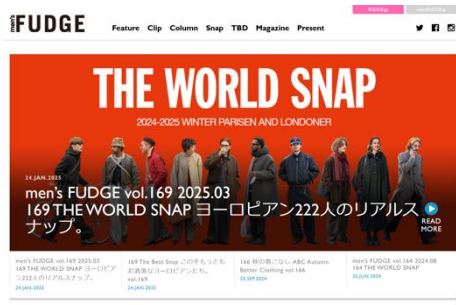 men's FUDGE
FUDGE.jp
Feature Clip Column Snap TBD Magazine Present
THE WORLD SNAP
2024-2025 WINTER PARISEN AND LONDONER
24.JAN.2025
men's FUDGE vol.169 2025.03
169 THE WORLD SNAP ヨーロピアン222人のリアルス
ナップ。
READ
MORE
men's FUDGE vol.169 2025.03
169 THE WORLD SNAP ヨーロピア
ン222人のリアルスナップ。
24.JAN.2025
169 The Best Snap このをもっとも
お洒落なヨーロピアンたち。
vol.169
24.JAN.2025
166 秋の着こなし ABC Autumn
Better Clothing vol.166
25.SEP.2024
men's FUDGE vol.164 2024.08
164 THE WORLD SNAP
25.JUN.2024